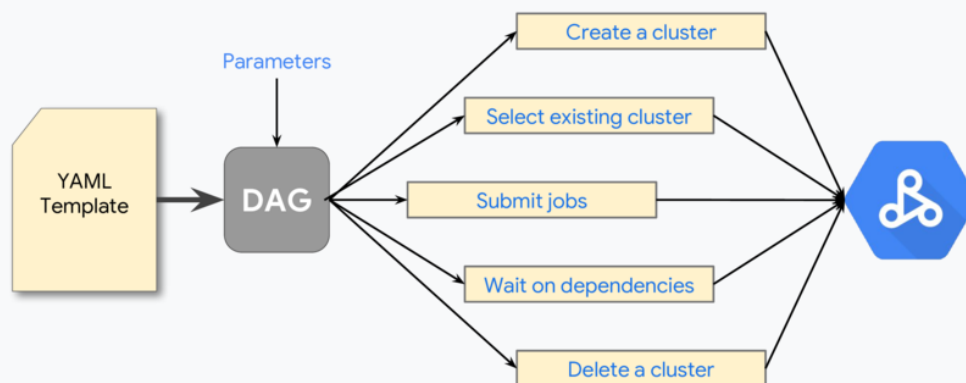 Parameters
YAML
Template
DAG
Create a cluster
Select existing cluster
Submit jobs
Wait on dependencies
Delete a cluster